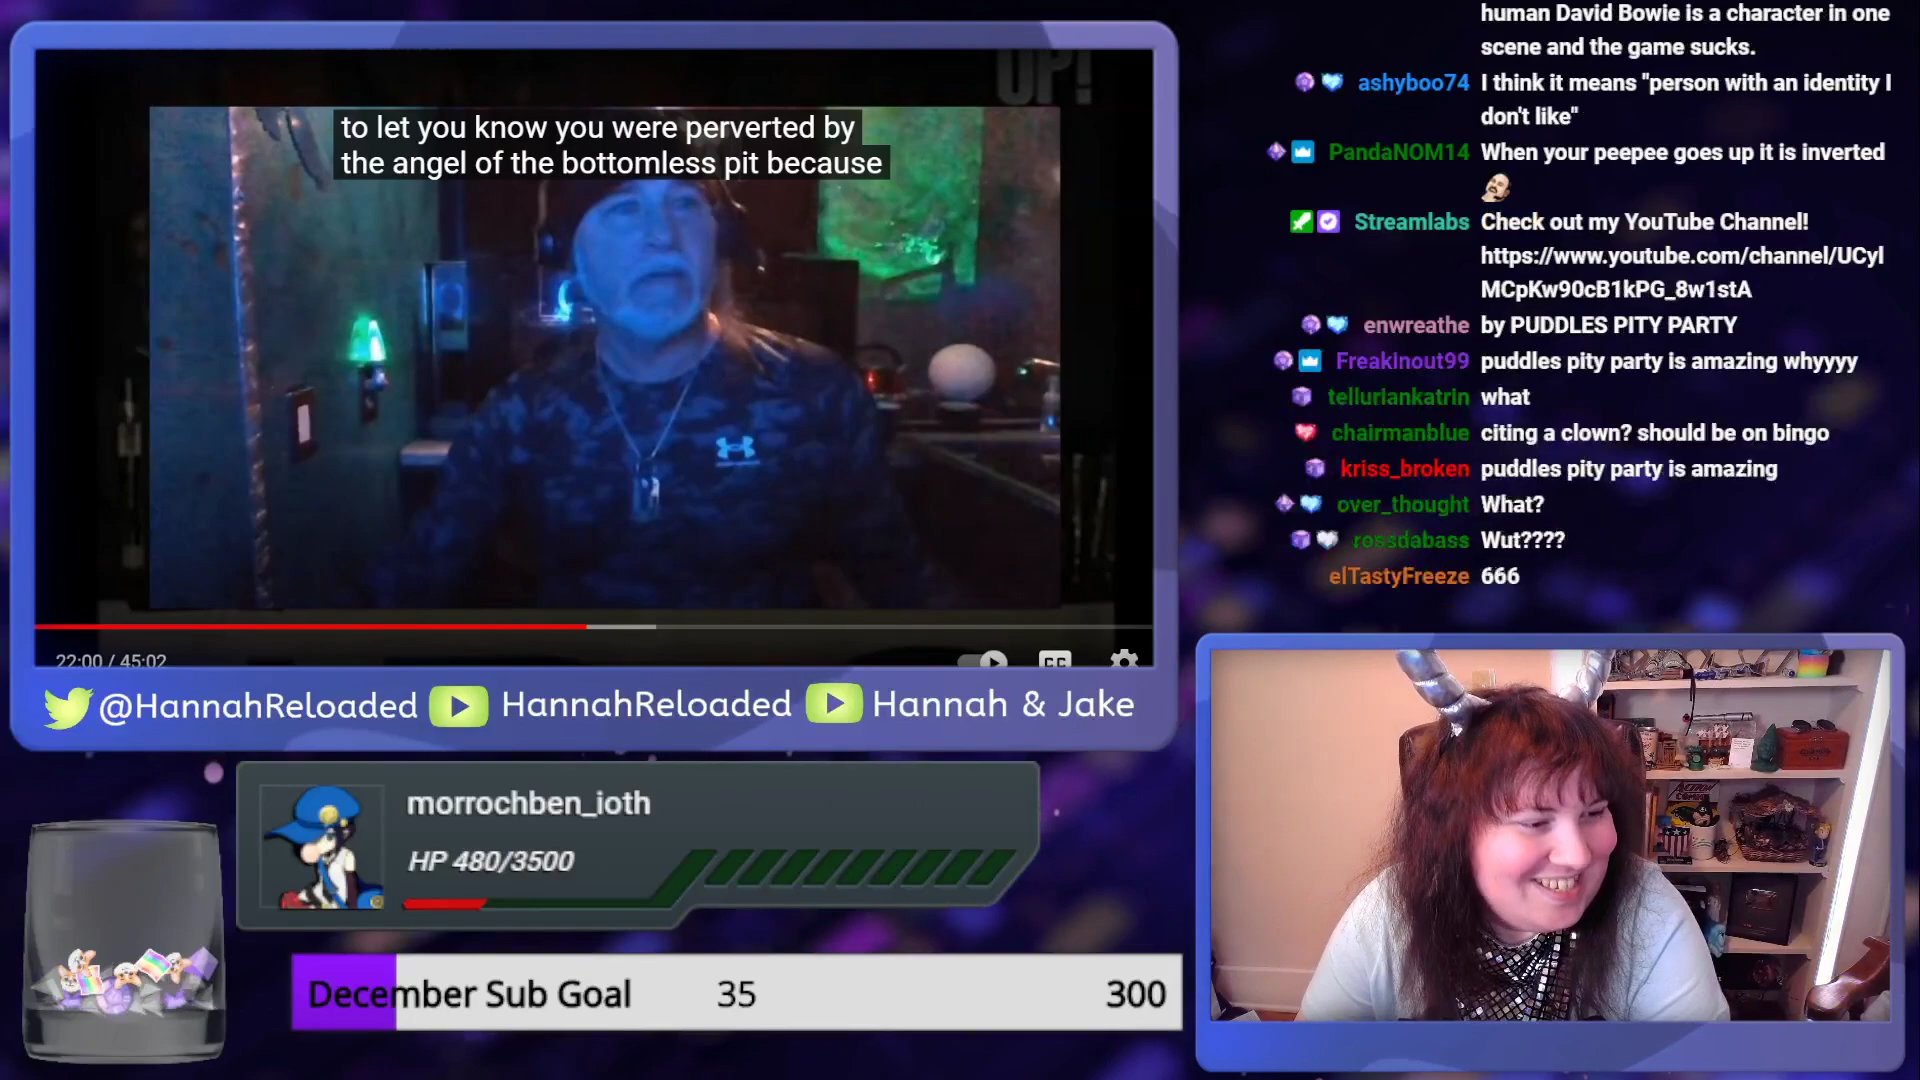 UP!
to let you know you were perverted by
the angel of the bottomless pit because
22:00 / 45:02
CC
@HannahReloaded HannahReloaded Hannah & Jake
morrochben_ioth
HP 480/3500
December Sub Goal 35 300
human David Bowie is a character in one
scene and the game sucks.
ashyboo74 I think it means "person with an identity I
don't like"
PandaNOM14 When your peepee goes up it is inverted
Streamlabs Check out my YouTube Channel!
https://www.youtube.com/channel/UCyl
MCpKw90cB1kPG_8w1stA
enwreathe by PUDDLES PITY PARTY
Freakinout99 puddles pity party is amazing whyyyy
telluriankatrin what
chairmanblue citing a clown? should be on bingo
kriss_broken puddles pity party is amazing
over_thought What?
rossdabass Wut????
elTastyFreeze 666